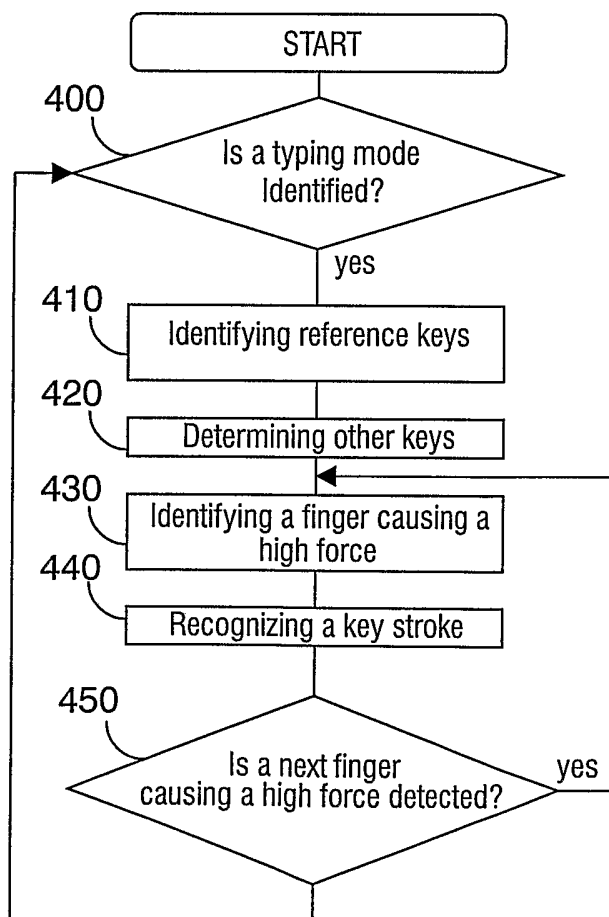 START
400
Is a typing mode
Identified?
yes
410
Identifying reference keys
420
Determining other keys
430
Identifying a finger causing a
high force
440
Recognizing a key stroke
450
Is a next finger
causing a high force detected?
yes